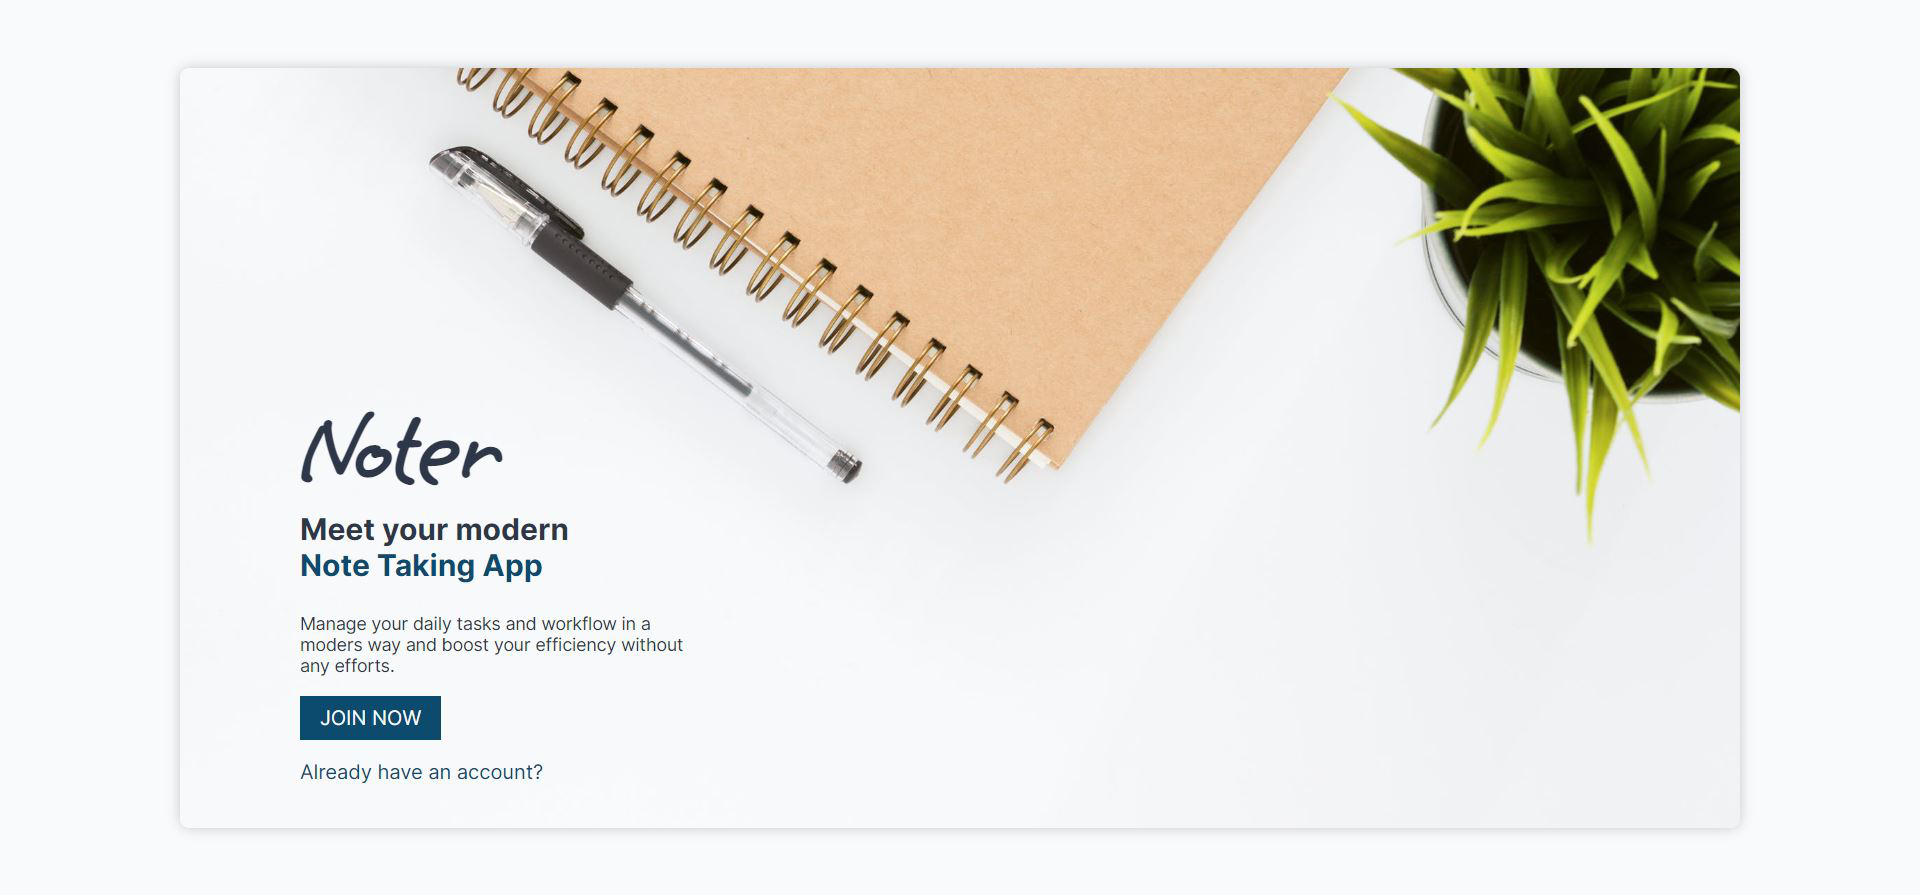 Noter
Meet your modern
Note Taking App
Manage your daily tasks and workflow in a
moders way and boost your efficiency without
any efforts.
JOIN NOW
Already have an account?